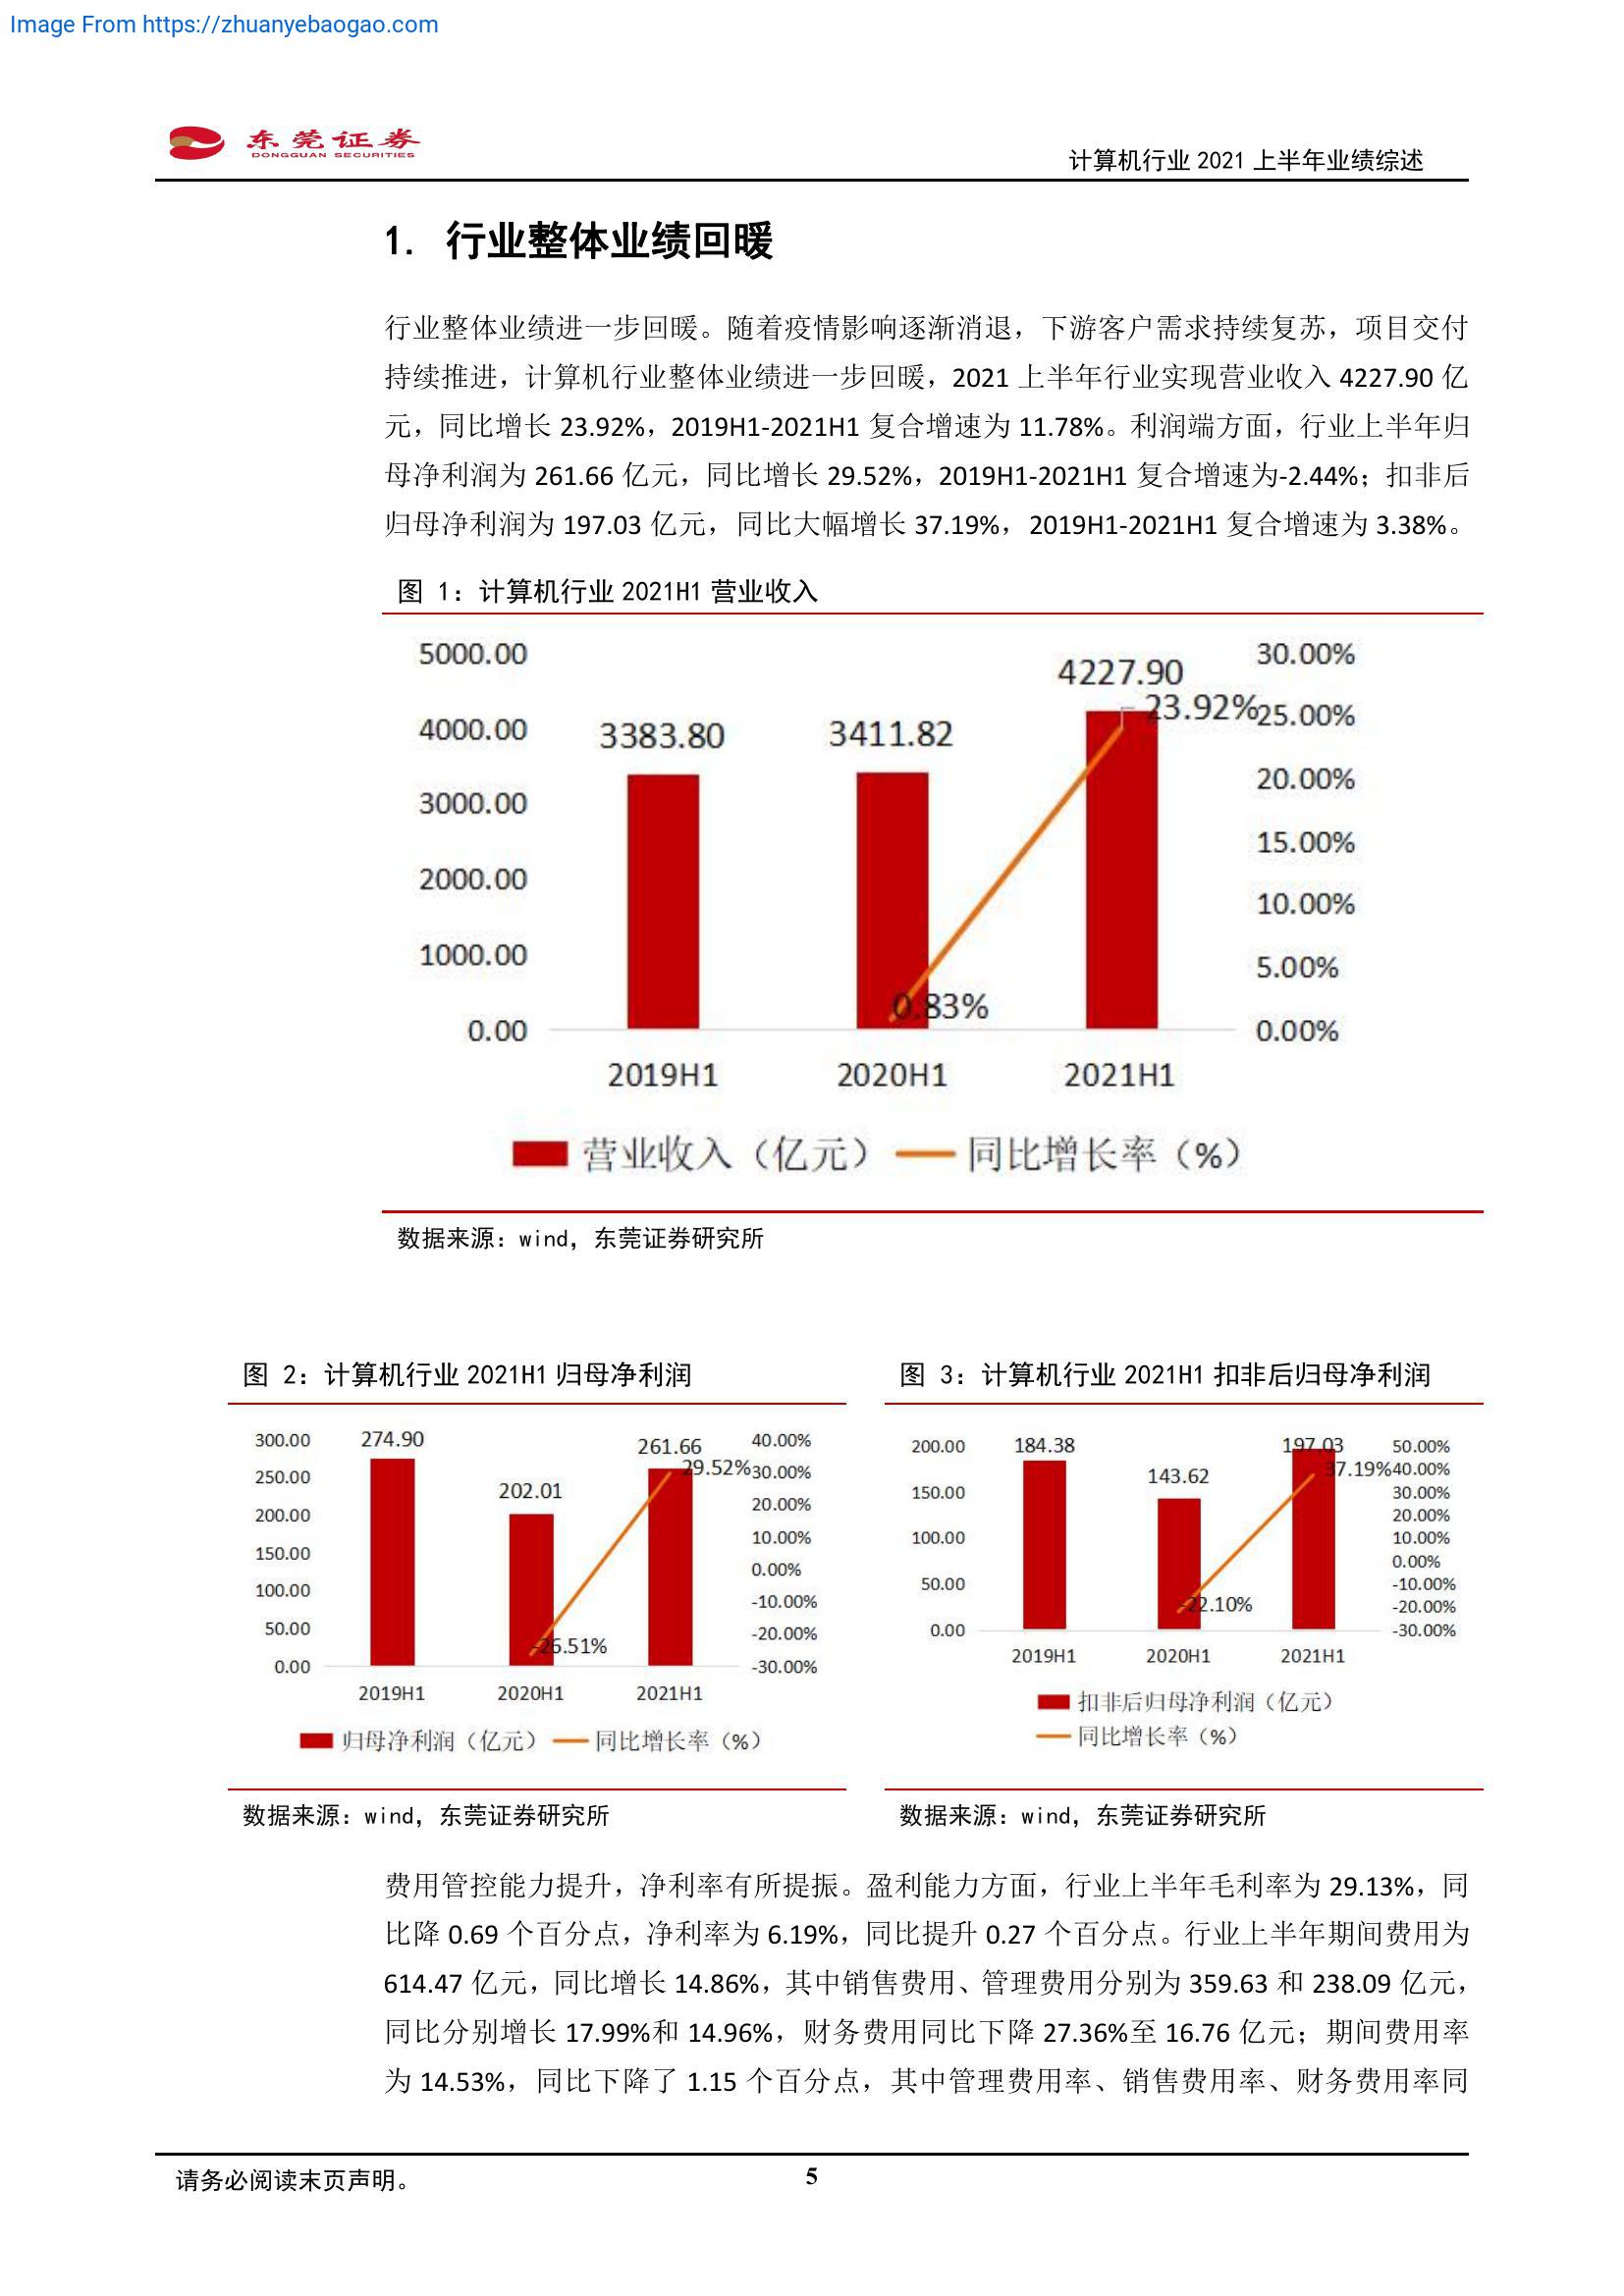 Image From https://zhuanyebaogao.com
东莞证券
DONGGUAN SECURITIES
计算机行业 2021 上半年业绩综述
1. 行业整体业绩回暖
行业整体业绩进一步回暖。随着疫情影响逐渐消退，下游客户需求持续复苏，项目交付
持续推进，计算机行业整体业绩进一步回暖，2021 上半年行业实现营业收入 4227.90 亿
元，同比增长 23.92%，2019H1-2021H1 复合增速为 11.78%。利润端方面，行业上半年归
母净利润为 261.66 亿元，同比增长 29.52%，2019H1-2021H1 复合增速为-2.44%；扣非后
归母净利润为 197.03 亿元，同比大幅增长 37.19%，2019H1-2021H1 复合增速为 3.38%。
图 1：计算机行业 2021H1 营业收入
5000.00
4000.00
3000.00
2000.00
1000.00
0.00
3383.80
3411.82
4227.90
23.92%
0.83%
30.00%
25.00%
20.00%
15.00%
10.00%
5.00%
0.00%
2019H1 2020H1 2021H1
营业收入（亿元） 同比增长率（%）
数据来源：wind，东莞证券研究所
图 2：计算机行业 2021H1 归母净利润
300.00
250.00
200.00
150.00
100.00
50.00
0.00
274.90
202.01
261.66
29.52%
-26.51%
40.00%
30.00%
20.00%
10.00%
0.00%
-10.00%
-20.00%
-30.00%
2019H1 2020H1 2021H1
归母净利润（亿元） 同比增长率（%）
数据来源：wind，东莞证券研究所
图 3：计算机行业 2021H1 扣非后归母净利润
200.00
150.00
100.00
50.00
0.00
184.38
143.62
197.03
37.19%
-22.10%
50.00%
40.00%
30.00%
20.00%
10.00%
0.00%
-10.00%
-20.00%
-30.00%
2019H1 2020H1 2021H1
扣非后归母净利润（亿元）
同比增长率（%）
数据来源：wind，东莞证券研究所
费用管控能力提升，净利率有所提振。盈利能力方面，行业上半年毛利率为 29.13%，同
比降 0.69 个百分点，净利率为 6.19%，同比提升 0.27 个百分点。行业上半年期间费用为
614.47 亿元，同比增长 14.86%，其中销售费用、管理费用分别为 359.63 和 238.09 亿元，
同比分别增长 17.99%和 14.96%，财务费用同比下降 27.36%至 16.76 亿元；期间费用率
为 14.53%，同比下降了 1.15 个百分点，其中管理费用率、销售费用率、财务费用率同
请务必阅读末页声明。
5